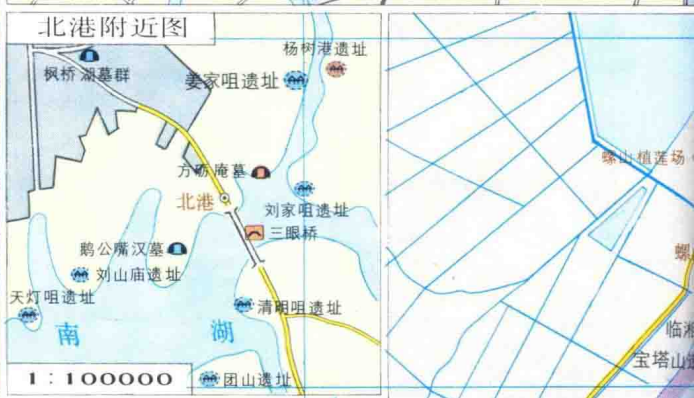 北港附近图
杨树港遗址
枫桥湖墓群
姜家咀遗址
螺山植莲场
方砺庵墓
北港
刘家咀遗址
三眼桥
鹅公嘴汉墓
刘山庙遗址
天灯咀遗址
清明咀遗址
南湖
临湘
宝塔山
1:100000
团山遗址